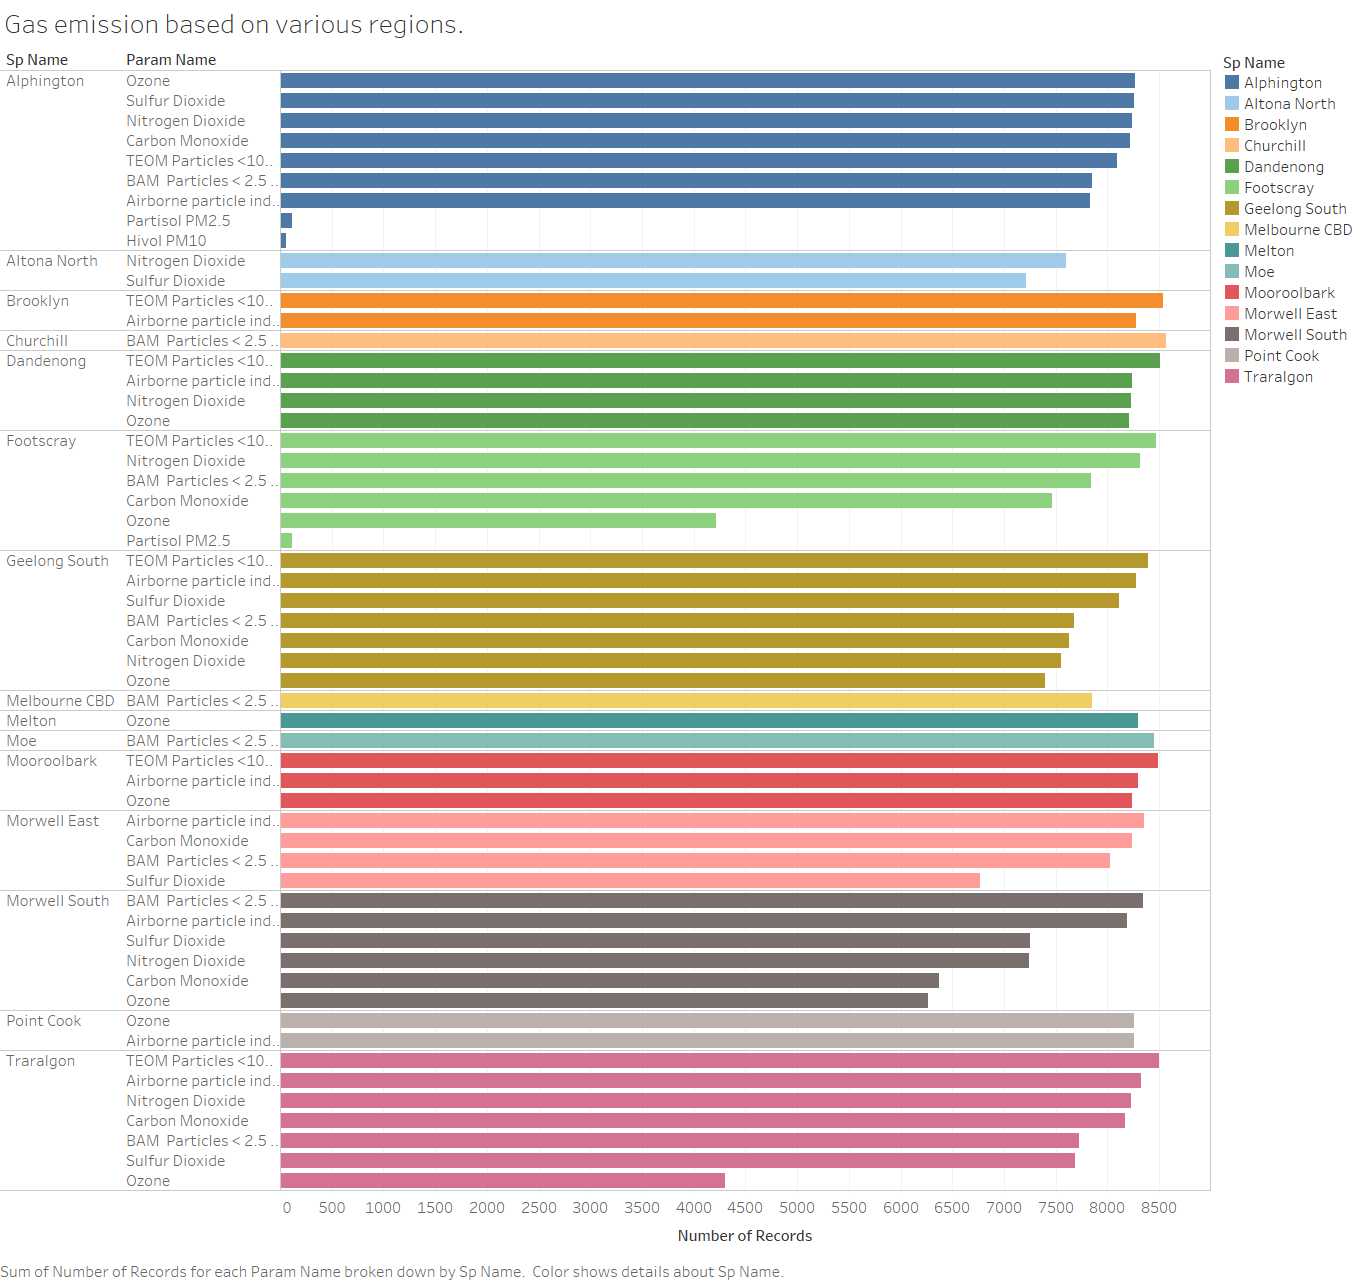 Gas emission based on various regions.
Sp Name Param Name
Alphington Ozone
Sulfur Dioxide
Nitrogen Dioxide
Carbon Monoxide
TEOM Particles <10..
BAM  Particles < 2.5 ..
Airborne particle ind..
Partisol PM2.5
Hivol PM10
Altona North Nitrogen Dioxide
Sulfur Dioxide
Brooklyn TEOM Particles <10..
Airborne particle ind..
Churchill BAM  Particles < 2.5 ..
Dandenong TEOM Particles <10..
Airborne particle ind..
Nitrogen Dioxide
Ozone
Footscray TEOM Particles <10..
Nitrogen Dioxide
BAM  Particles < 2.5 ..
Carbon Monoxide
Ozone
Partisol PM2.5
Geelong South TEOM Particles <10..
Airborne particle ind..
Sulfur Dioxide
BAM  Particles < 2.5 ..
Carbon Monoxide
Nitrogen Dioxide
Ozone
Melbourne CBD BAM  Particles < 2.5 ..
Melton Ozone
Moe BAM  Particles < 2.5 ..
Mooroolbark TEOM Particles <10..
Airborne particle ind..
Ozone
Morwell East Airborne particle ind..
Carbon Monoxide
BAM  Particles < 2.5 ..
Sulfur Dioxide
Morwell South BAM  Particles < 2.5 ..
Airborne particle ind..
Sulfur Dioxide
Nitrogen Dioxide
Carbon Monoxide
Ozone
Point Cook Ozone
Airborne particle ind..
Traralgon TEOM Particles <10..
Airborne particle ind..
Nitrogen Dioxide
Carbon Monoxide
BAM  Particles < 2.5 ..
Sulfur Dioxide
Ozone
0 500 1000 1500 2000 2500 3000 3500 4000 4500 5000 5500 6000 6500 7000 7500 8000 8500
Number of Records
Sp Name
Alphington
Altona North
Brooklyn
Churchill
Dandenong
Footscray
Geelong South
Melbourne CBD
Melton
Moe
Mooroolbark
Morwell East
Morwell South
Point Cook
Traralgon
Sum of Number of Records for each Param Name broken down by Sp Name.  Color shows details about Sp Name.